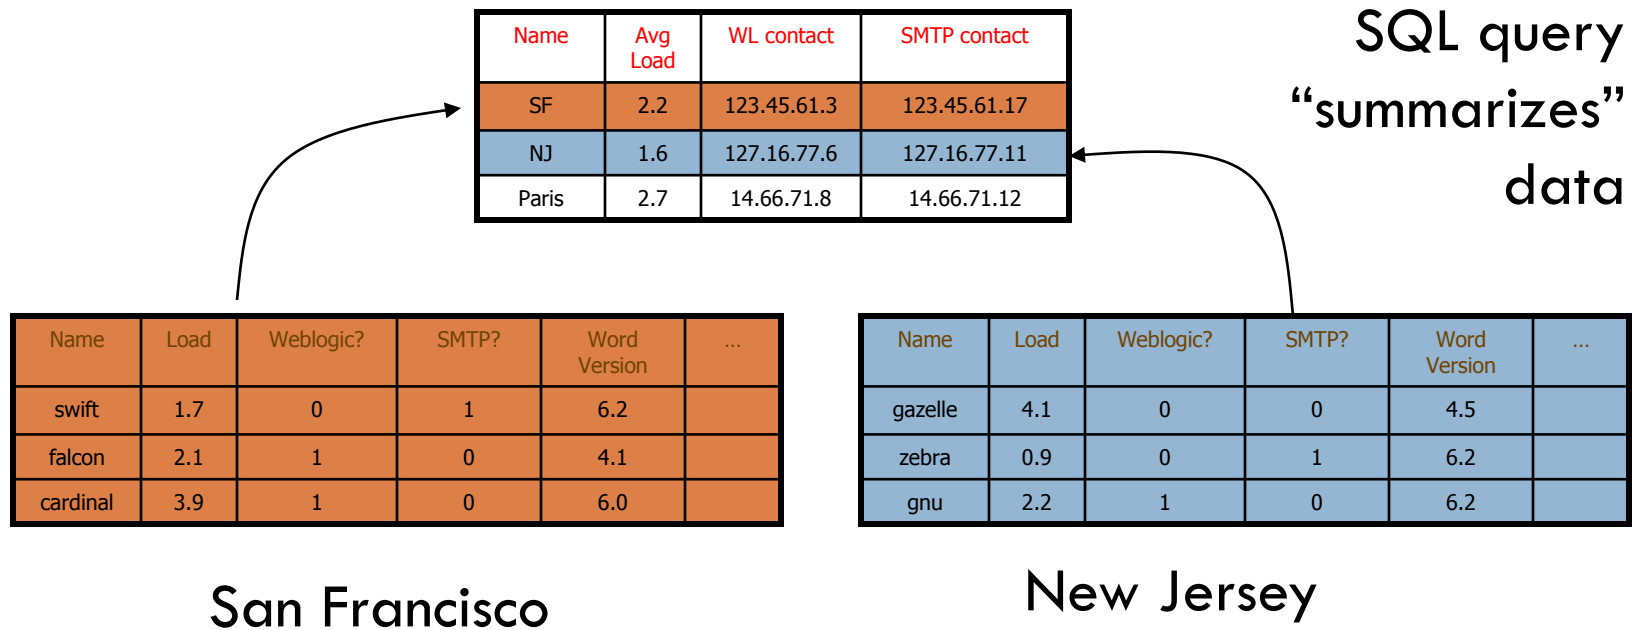 Name Avg Load WL contact SMTP contact
SF 2.2 123.45.61.3 123.45.61.17
NJ 1.6 127.16.77.6 127.16.77.11
Paris 2.7 14.66.71.8 14.66.71.12
SQL query
“summarizes”
data
Name Load Weblogic? SMTP? Word Version …
swift 1.7 0 1 6.2
falcon 2.1 1 0 4.1
cardinal 3.9 1 0 6.0
Name Load Weblogic? SMTP? Word Version …
gazelle 4.1 0 0 4.5
zebra 0.9 0 1 6.2
gnu 2.2 1 0 6.2
San Francisco
New Jersey